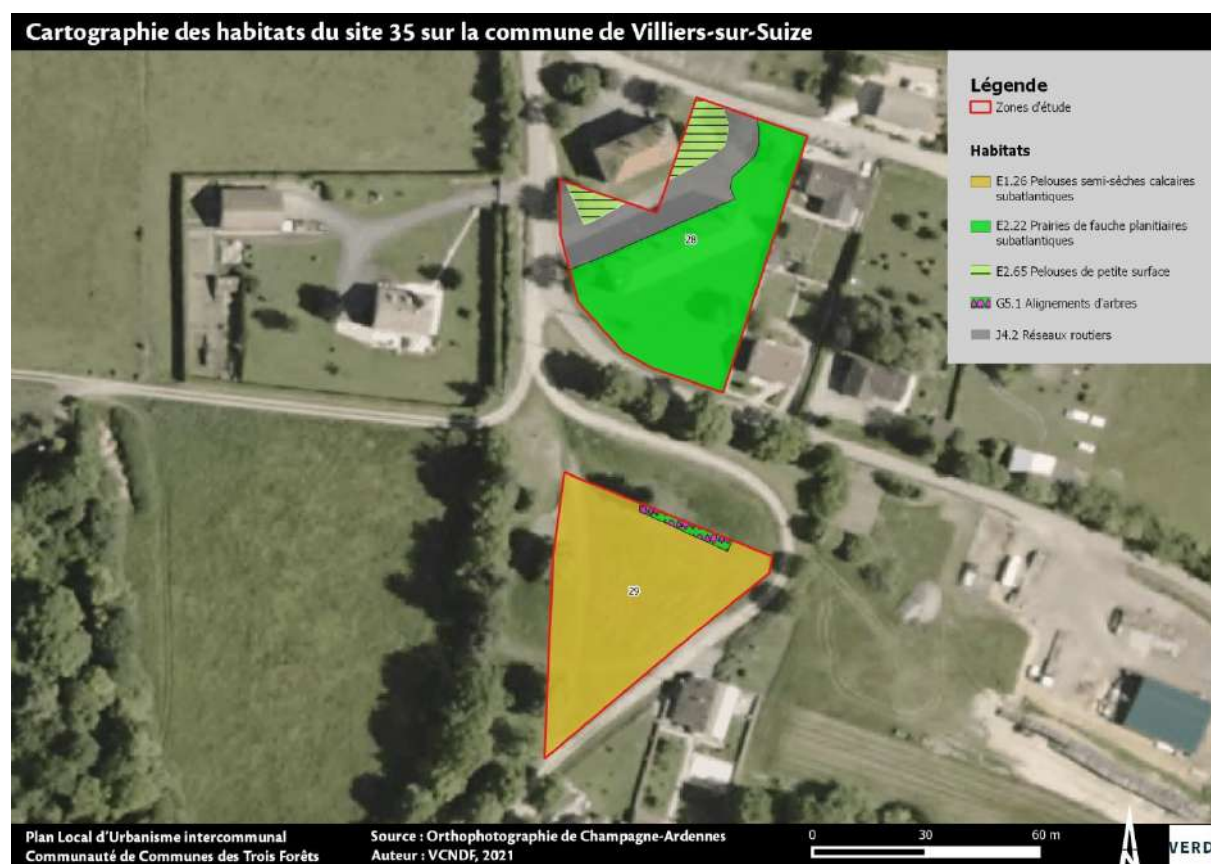 Cartographie des habitats du site 35 sur la commune de Villiers-sur-Suize
Légende
Zones d'étude
Habitats
E1.26 Pelouses semi-sèches calcaires
subatlantiques
E2.22 Prairies de fauche planitiaires
subatlantiques
E2.65 Pelouses de petite surface
G5.1 Alignements d'arbres
J4.2 Réseaux routiers
28
29
Plan Local d'Urbanisme intercommunal
Communauté de Communes des Trois Forêts
Source : Orthophotographie de Champagne-Ardennes
Auteur : VCNDF, 2021
0 30 60 m
VERD